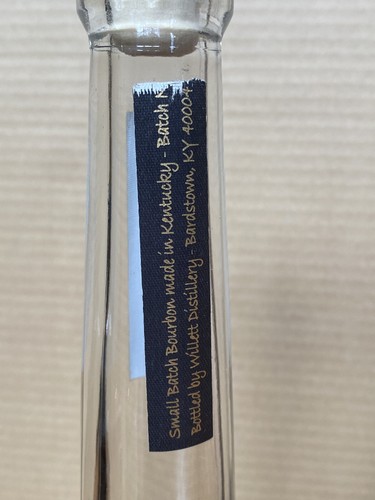 Small Batch Bourbon made in Kentucky - Batch
Bottled by Willett Distillery - Bardstown, KY 40004